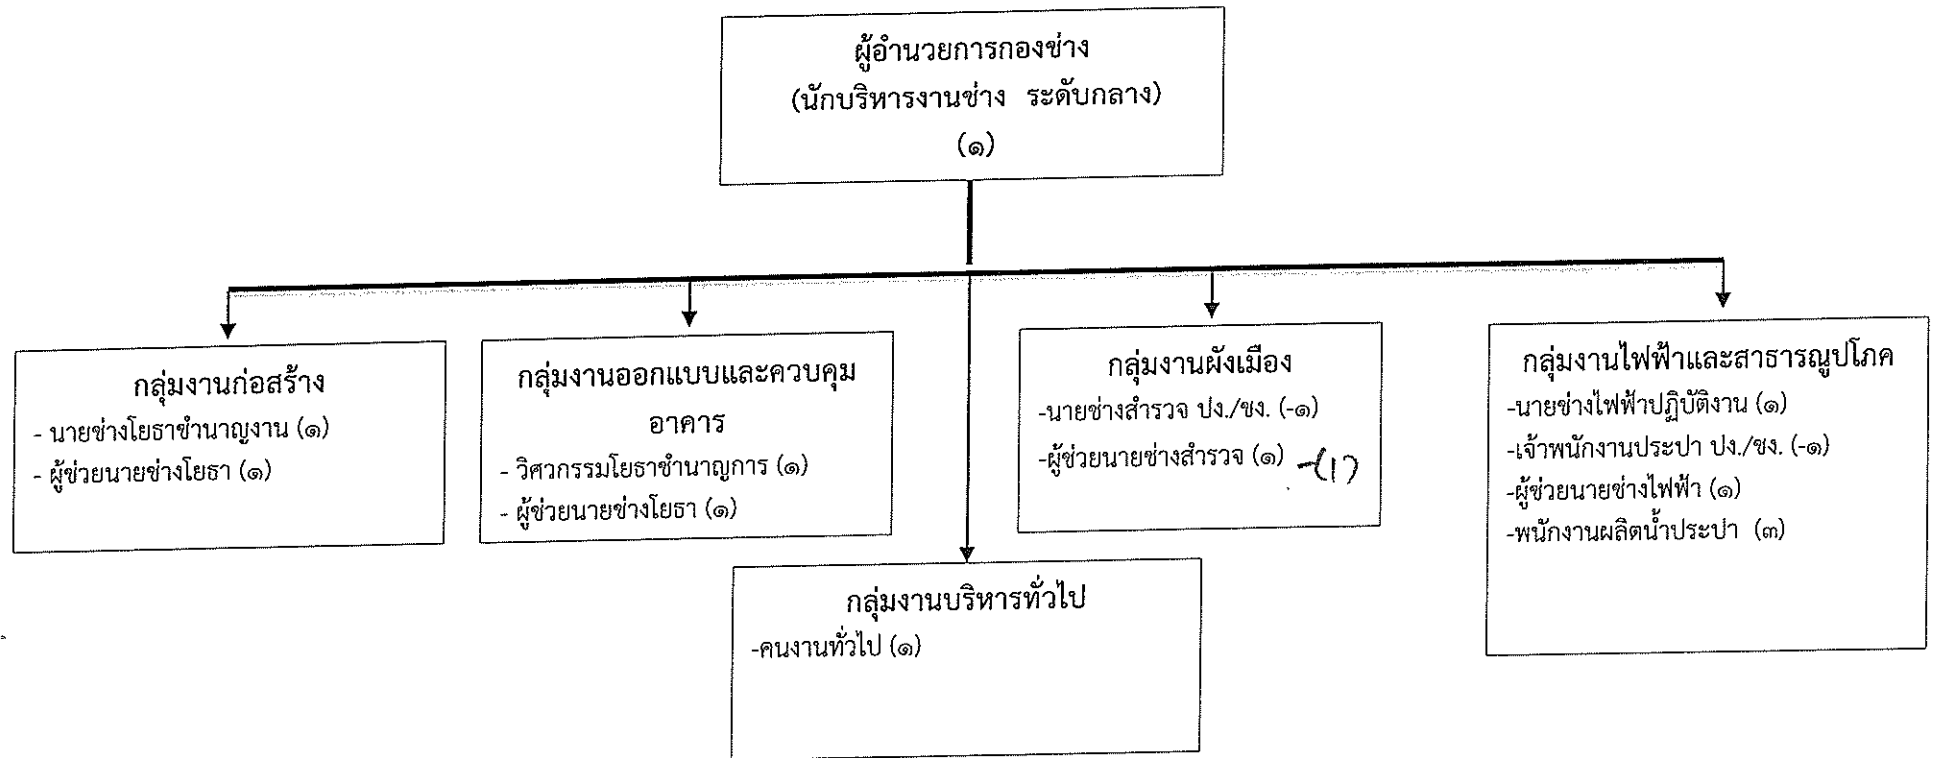 ผู้อำนวยการกองช่าง
(นักบริหารงานช่าง ระดับกลาง)
(๑)
กลุ่มงานก่อสร้าง
- นายช่างโยธาชำนาญงาน (๑)
- ผู้ช่วยนายช่างโยธา (๑)
กลุ่มงานออกแบบและควบคุม
อาคาร
- วิศวกรรมโยธาชำนาญการ (๑)
- ผู้ช่วยนายช่างโยธา (๑)
กลุ่มงานผังเมือง
-นายช่างสำรวจ ปง./ชง. (-๑)
-ผู้ช่วยนายช่างสำรวจ (๑) -(1)
กลุ่มงานไฟฟ้าและสาธารณูปโภค
-นายช่างไฟฟ้าปฏิบัติงาน (๑)
-เจ้าพนักงานประปา ปง./ชง. (-๑)
-ผู้ช่วยนายช่างไฟฟ้า (๑)
-พนักงานผลิตน้ำประปา (๓)
กลุ่มงานบริหารทั่วไป
-คนงานทั่วไป (๑)